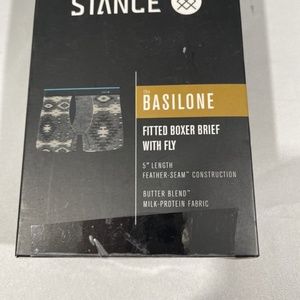 STANCE
the
BASILONE
FITTED BOXER BRIEF
WITH FLY
5" LENGTH
FEATHER-SEAM™ CONSTRUCTION
BUTTER BLEND™
MILK-PROTEIN FABRIC